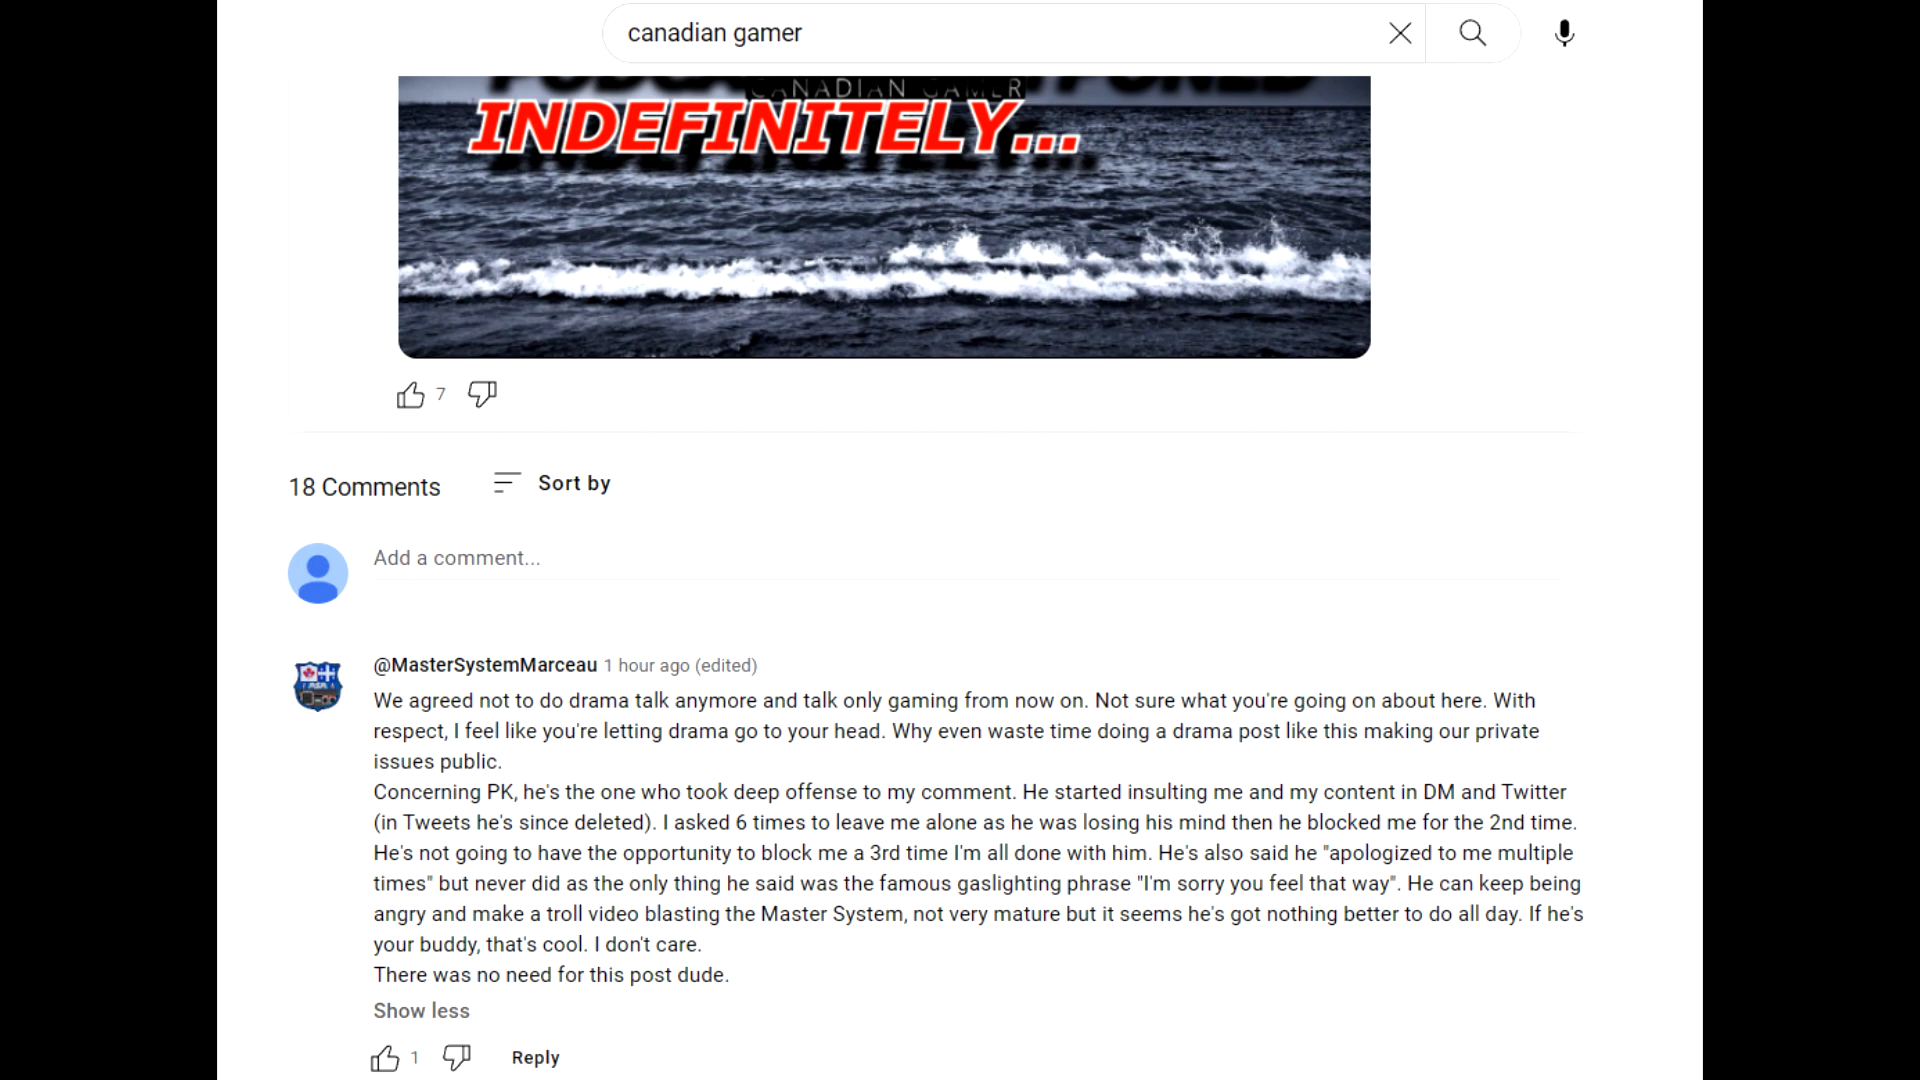 canadian gamer
CANADIAN GAMER
INDEFINITELY...
7
18 Comments
Sort by
Add a comment...
@MasterSystemMarceau 1 hour ago (edited)
We agreed not to do drama talk anymore and talk only gaming from now on. Not sure what you're going on about here. With
respect, I feel like you're letting drama go to your head. Why even waste time doing a drama post like this making our private
issues public.
Concerning PK, he's the one who took deep offense to my comment. He started insulting me and my content in DM and Twitter
(in Tweets he's since deleted). I asked 6 times to leave me alone as he was losing his mind then he blocked me for the 2nd time.
He's not going to have the opportunity to block me a 3rd time I'm all done with him. He's also said he "apologized to me multiple
times" but never did as the only thing he said was the famous gaslighting phrase "I'm sorry you feel that way". He can keep being
angry and make a troll video blasting the Master System, not very mature but it seems he's got nothing better to do all day. If he's
your buddy, that's cool. I don't care.
There was no need for this post dude.
Show less
1
Reply